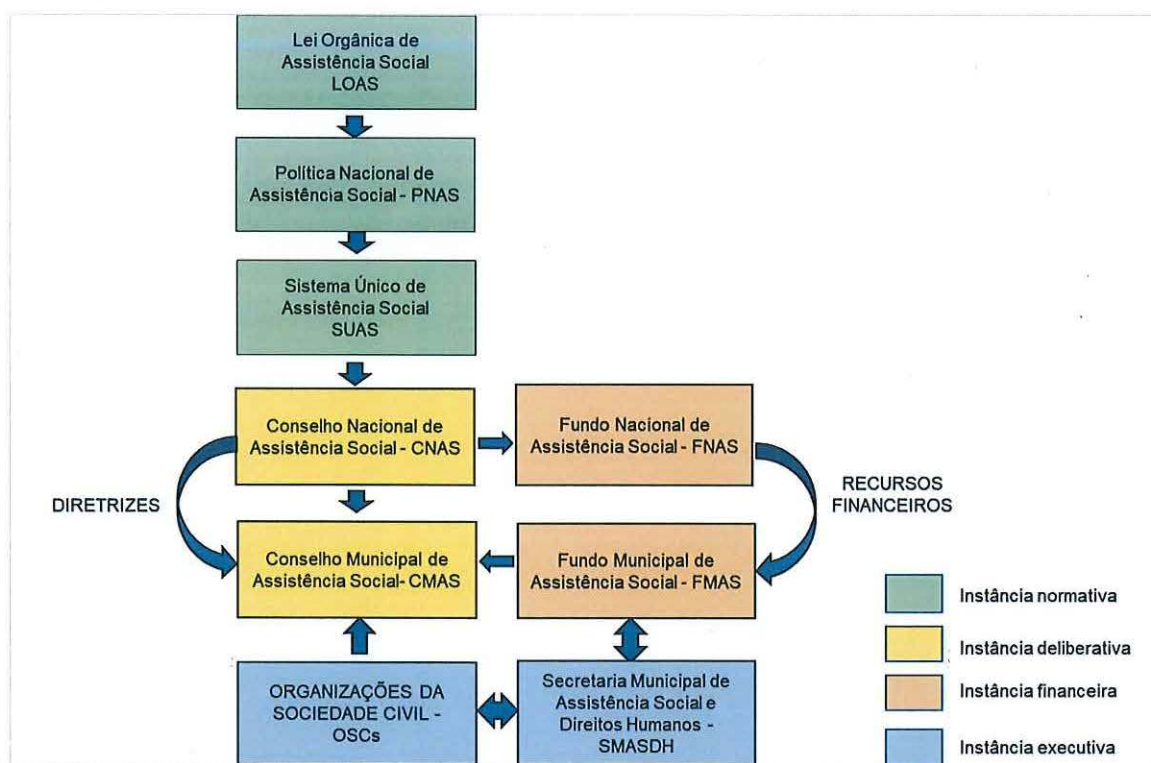 Lei Orgânica de
Assistência Social
LOAS
Política Nacional de
Assistência Social - PNAS
Sistema Único de
Assistência Social
SUAS
Conselho Nacional de
Assistência Social - CNAS
Fundo Nacional de
Assistência Social - FNAS
DIRETRIZES
RECURSOS
FINANCEIROS
Conselho Municipal de
Assistência Social- CMAS
Fundo Municipal de
Assistência Social - FMAS
ORGANIZAÇÕES DA
SOCIEDADE CIVIL -
OSCs
Secretaria Municipal de
Assistência Social e
Direitos Humanos -
SMASDH
Instância normativa
Instância deliberativa
Instância financeira
Instância executiva